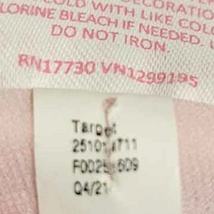 DECORATION
COLD WITH LIKE COLO
LORINE BLEACH IF NEEDED.
DO NOT IRON.
RN17730 VN1299195
Target
Q4/21